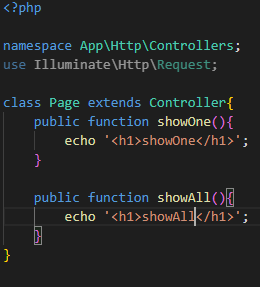 <?php
namespace App\Http\Controllers;
use Illuminate\Http\Request;
class Page extends Controller{
    public function showOne(){
        echo '<h1>showOne</h1>';
    }
    public function showAll(){
        echo '<h1>showAll</h1>';
    }
}